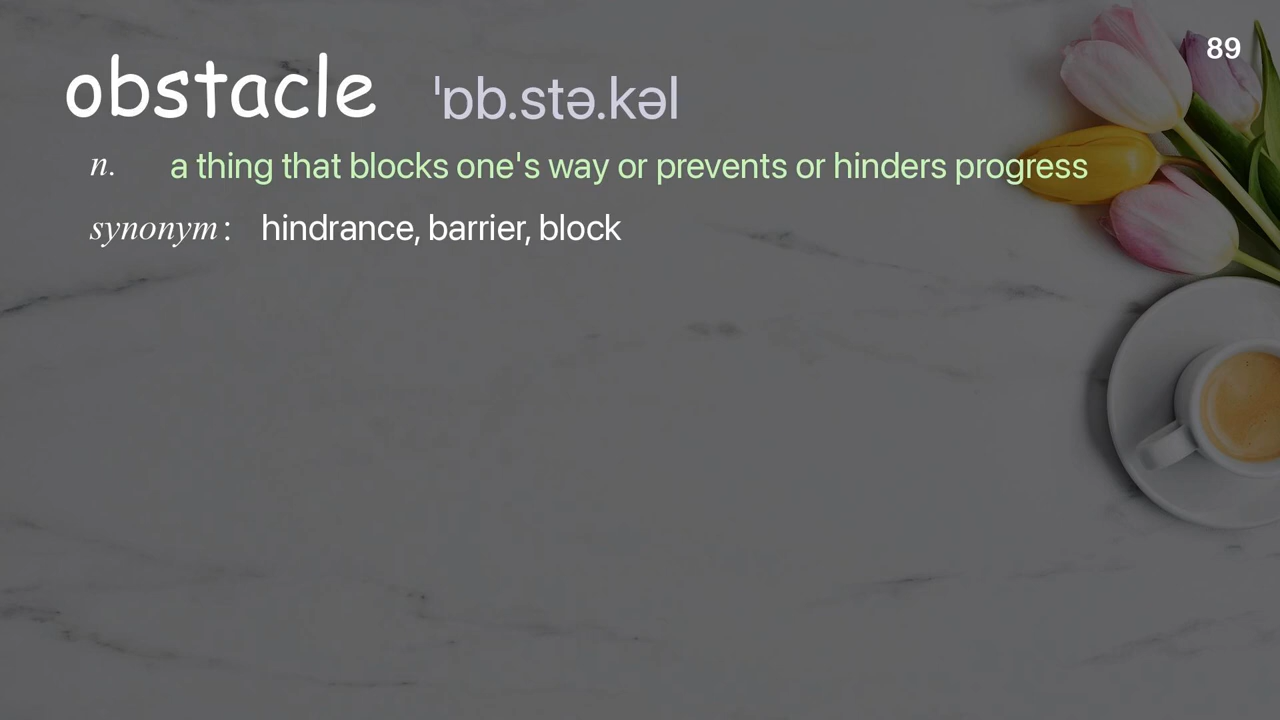 89
obstacle ˈɒb.stə.kəl
n. a thing that blocks one's way or prevents or hinders progress
synonym: hindrance, barrier, block